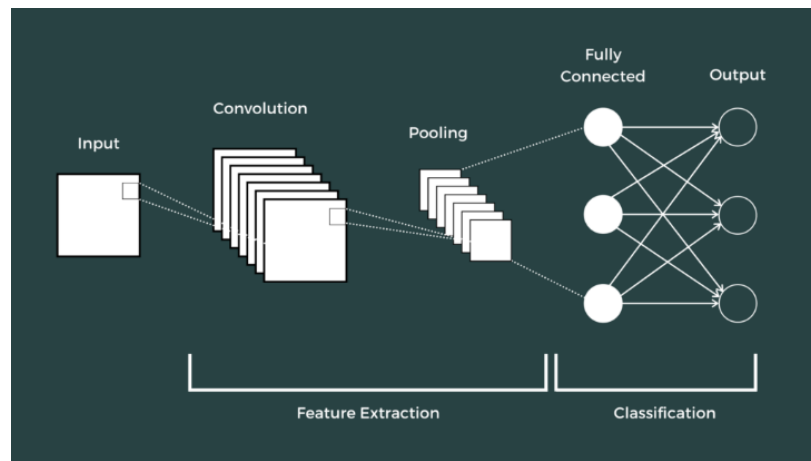 Input
Convolution
Pooling
Fully
Connected
Output
Feature Extraction
Classification